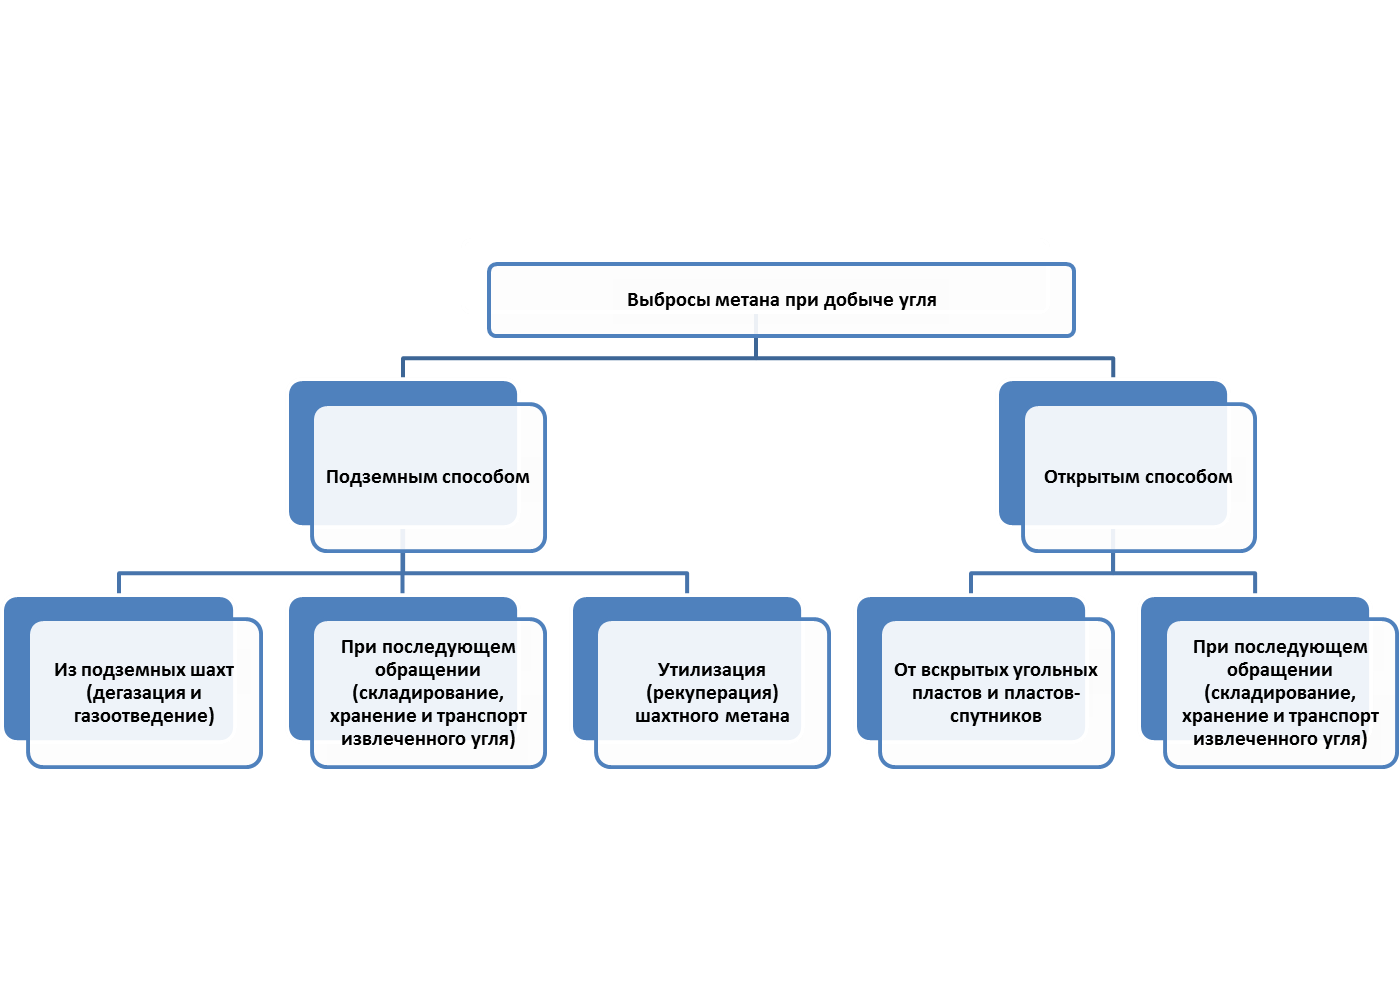 Выбросы метана при добыче угля
Подземным способом
Открытым способом
Из подземных шахт
(дегазация и
газоотведение)
При последующем
обращении
(складирование,
хранение и транспорт
извлеченного угля)
Утилизация
(рекуперация)
шахтного метана
От вскрытых угольных
пластов и пластов-
спутников
При последующем
обращении
(складирование,
хранение и транспорт
извлеченного угля)